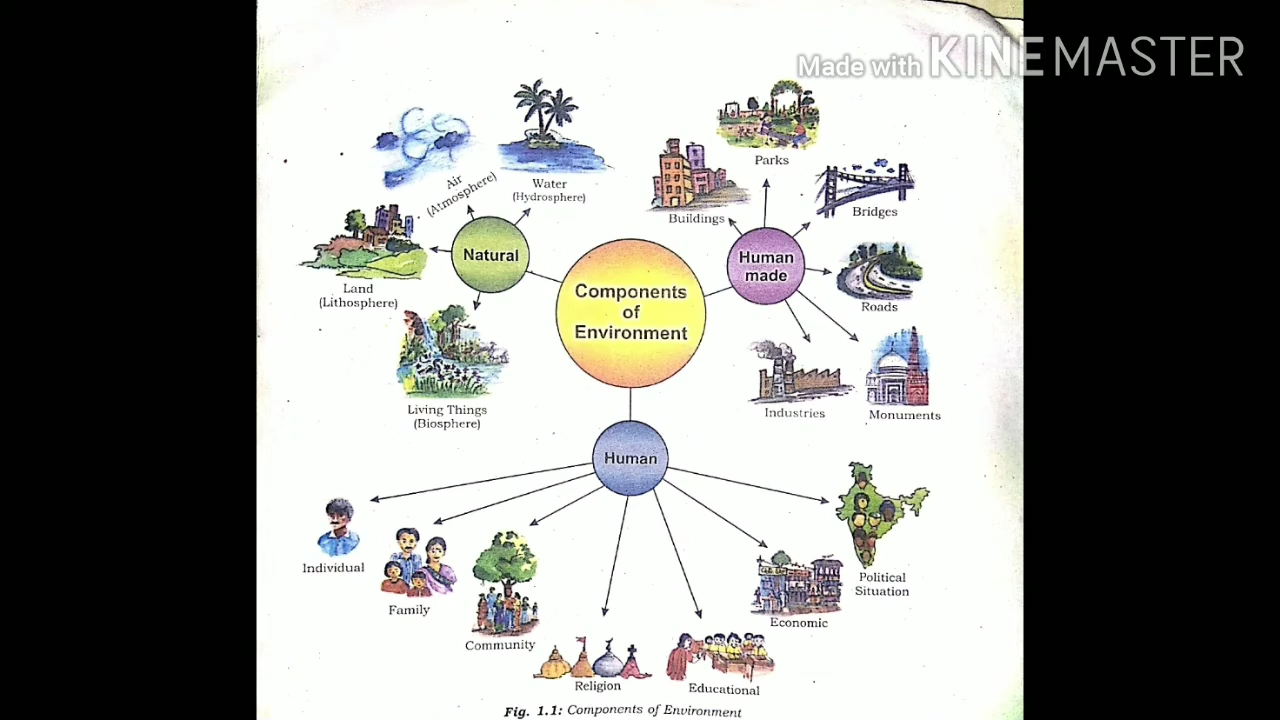 Made with KINEMASTER
Parks
Air
(Atmosphere)
Water
(Hydrosphere)
Buildings
Bridges
Natural
Human
made
Land
(Lithosphere)
Components
of
Environment
Roads
Living Things
(Biosphere)
Industries
Monuments
Human
Individual
Family
Community
Religion
Educational
Economic
Political
Situation
Fig. 1.1: Components of Environment